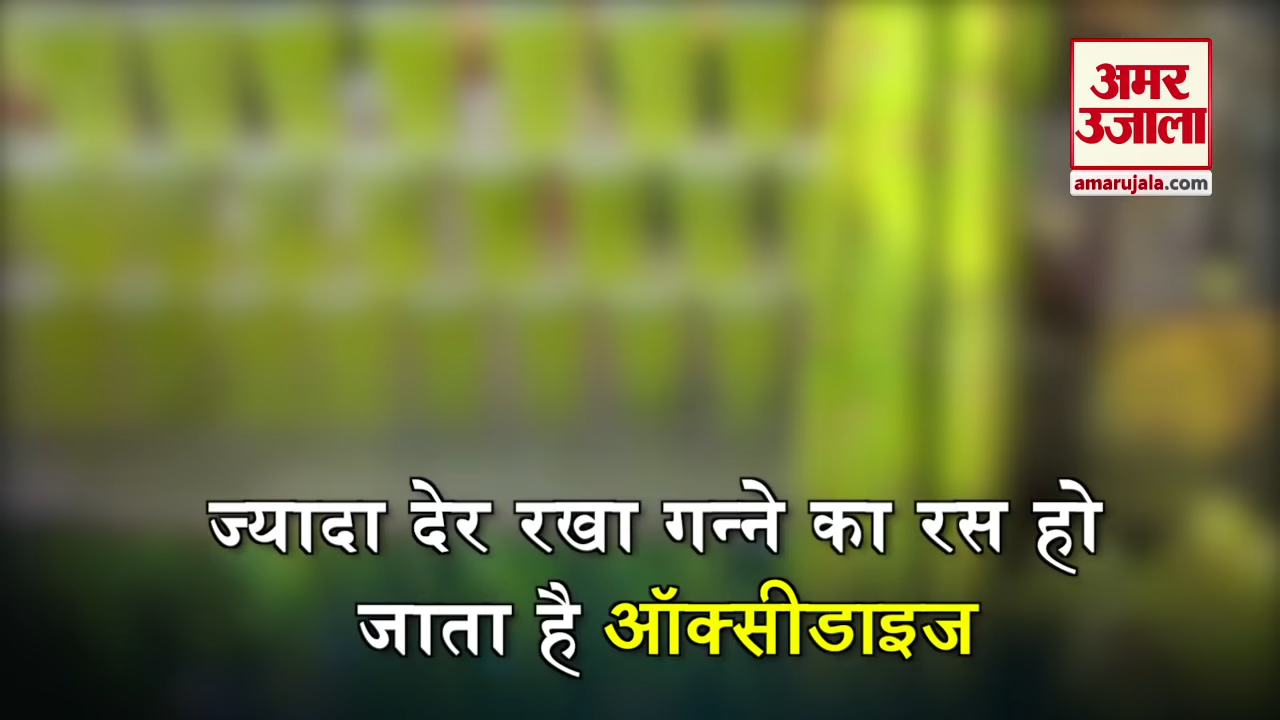 अमर
उजाला
amarujala.com
ज्यादा देर रखा गन्ने का रस हो
जाता है ऑक्सीडाइज